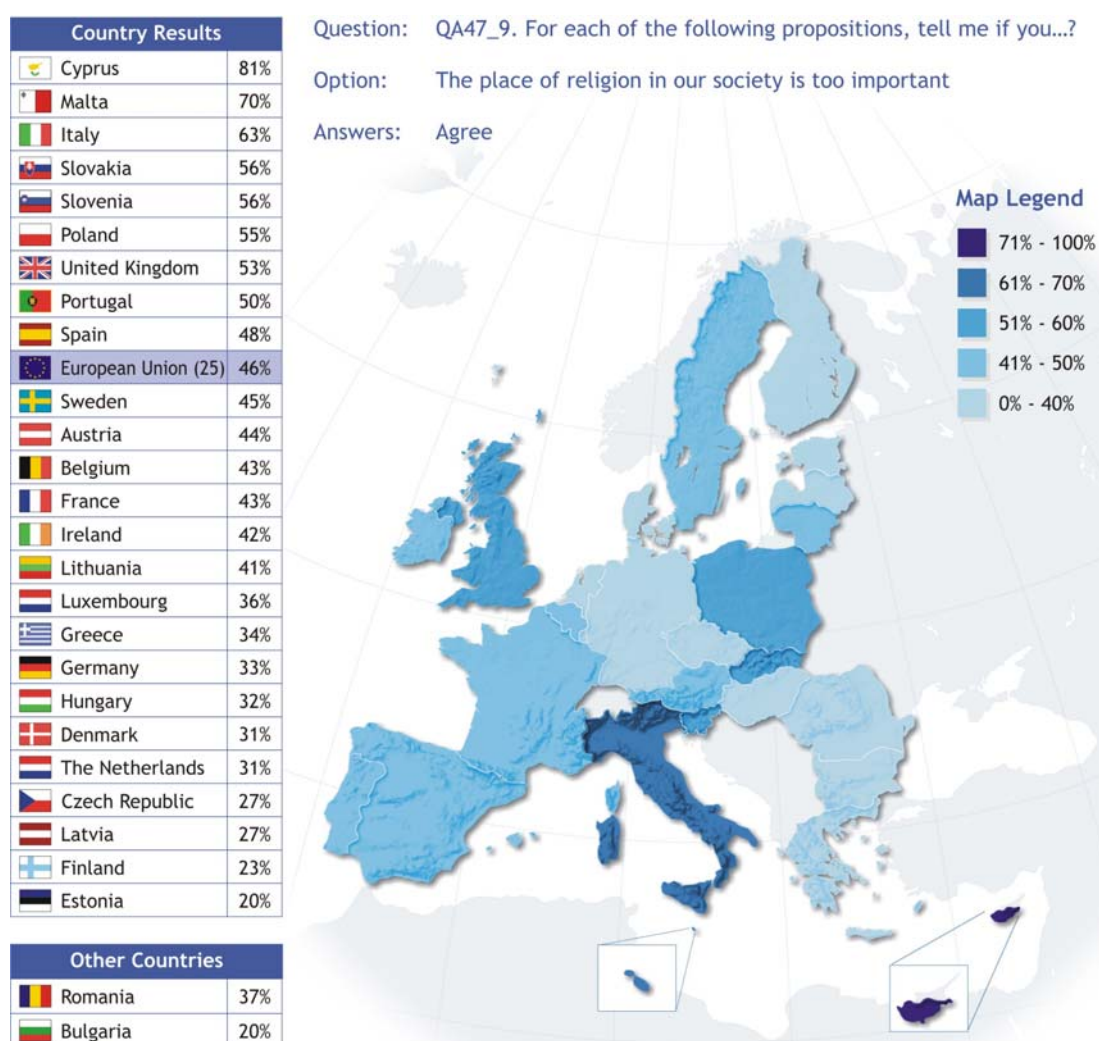 Country Results
Cyprus 81%
Malta 70%
Italy 63%
Slovakia 56%
Slovenia 56%
Poland 55%
United Kingdom 53%
Portugal 50%
Spain 48%
European Union (25) 46%
Sweden 45%
Austria 44%
Belgium 43%
France 43%
Ireland 42%
Lithuania 41%
Luxembourg 36%
Greece 34%
Germany 33%
Hungary 32%
Denmark 31%
The Netherlands 31%
Czech Republic 27%
Latvia 27%
Finland 23%
Estonia 20%
Other Countries
Romania 37%
Bulgaria 20%
Question: QA47_9. For each of the following propositions, tell me if you...?
Option: The place of religion in our society is too important
Answers: Agree
Map Legend
71% - 100%
61% - 70%
51% - 60%
41% - 50%
0% - 40%